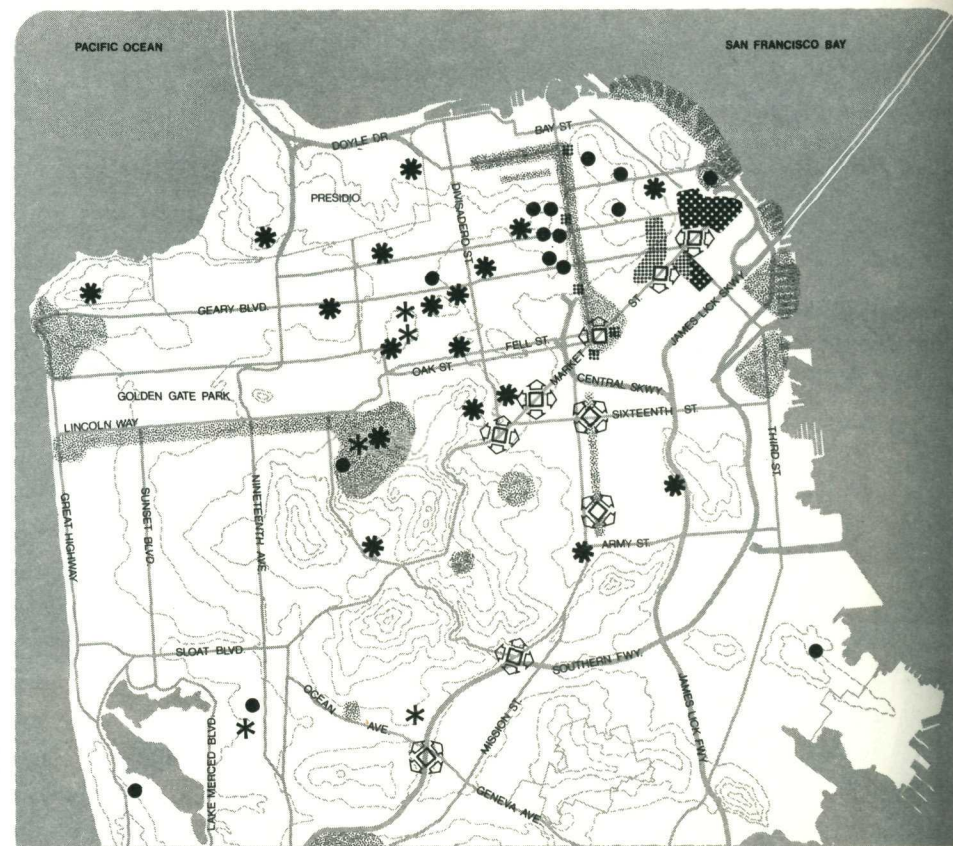 PACIFIC OCEAN
SAN FRANCISCO BAY
DOYLE DR
BAY ST.
PRESIDIO
DIVISADERO ST.
GEARY BLVD.
FELL ST.
OAK ST.
MARKET ST.
JAMES LICK SKWY
CENTRAL SKWY
GOLDEN GATE PARK
LINCOLN WAY
SIXTEENTH ST.
THIRD ST.
GREAT HIGHWAY
SUNSET BLVD.
NINETEENTH AVE
ARMY ST.
SLOAT BLVD.
SOUTHERN FWY.
OCEAN AVE.
MISSION ST.
JAMES LICK FWY
LAKE MERCED BLVD.
GENEVA AVE.